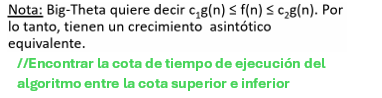 Nota: Big-Theta quiere decir c₁g(n) ≤ f(n) ≤ c₂g(n). Por
lo tanto, tienen un crecimiento asintótico
equivalente.
//Encontrar la cota de tiempo de ejecución del
algoritmo entre la cota superior e inferior